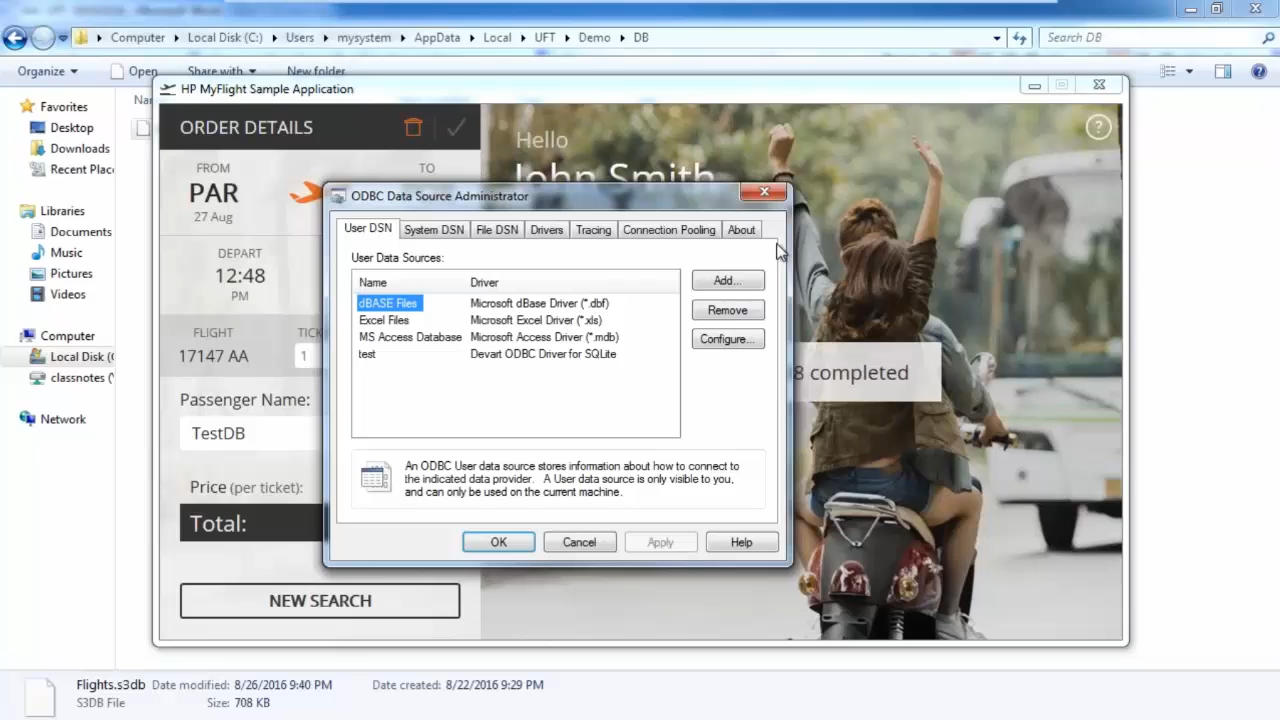 Computer ▸ Local Disk (C:) ▸ Users ▸ mysystem ▸ AppData ▸ Local ▸ UFT ▸ Demo ▸ DB
Search DB
Organize Open Share with New folder
Favorites
Desktop
Downloads
Recent Plac
Libraries
Documents
Music
Pictures
Videos
Computer
Local Disk (
classnotes (
Network
Nar
HP MyFlight Sample Application
ORDER DETAILS
FROM TO
PAR
27 Aug
DEPART
12:48
PM
FLIGHT TICK
17147 AA 1
Passenger Name:
TestDB
Price (per ticket):
Total:
NEW SEARCH
Hello
John Smith
8 completed
?
ODBC Data Source Administrator
User DSN System DSN File DSN Drivers Tracing Connection Pooling About
User Data Sources:
Name Driver
dBASE Files Microsoft dBase Driver (*.dbf)
Excel Files Microsoft Excel Driver (*.xls)
MS Access Database Microsoft Access Driver (*.mdb)
test Devart ODBC Driver for SQLite
Add...
Remove
Configure...
An ODBC User data source stores information about how to connect to
the indicated data provider. A User data source is only visible to you,
and can only be used on the current machine.
OK Cancel Apply Help
Flights.s3db Date modified: 8/26/2016 9:40 PM Date created: 8/22/2016 9:29 PM
S3DB File Size: 708 KB